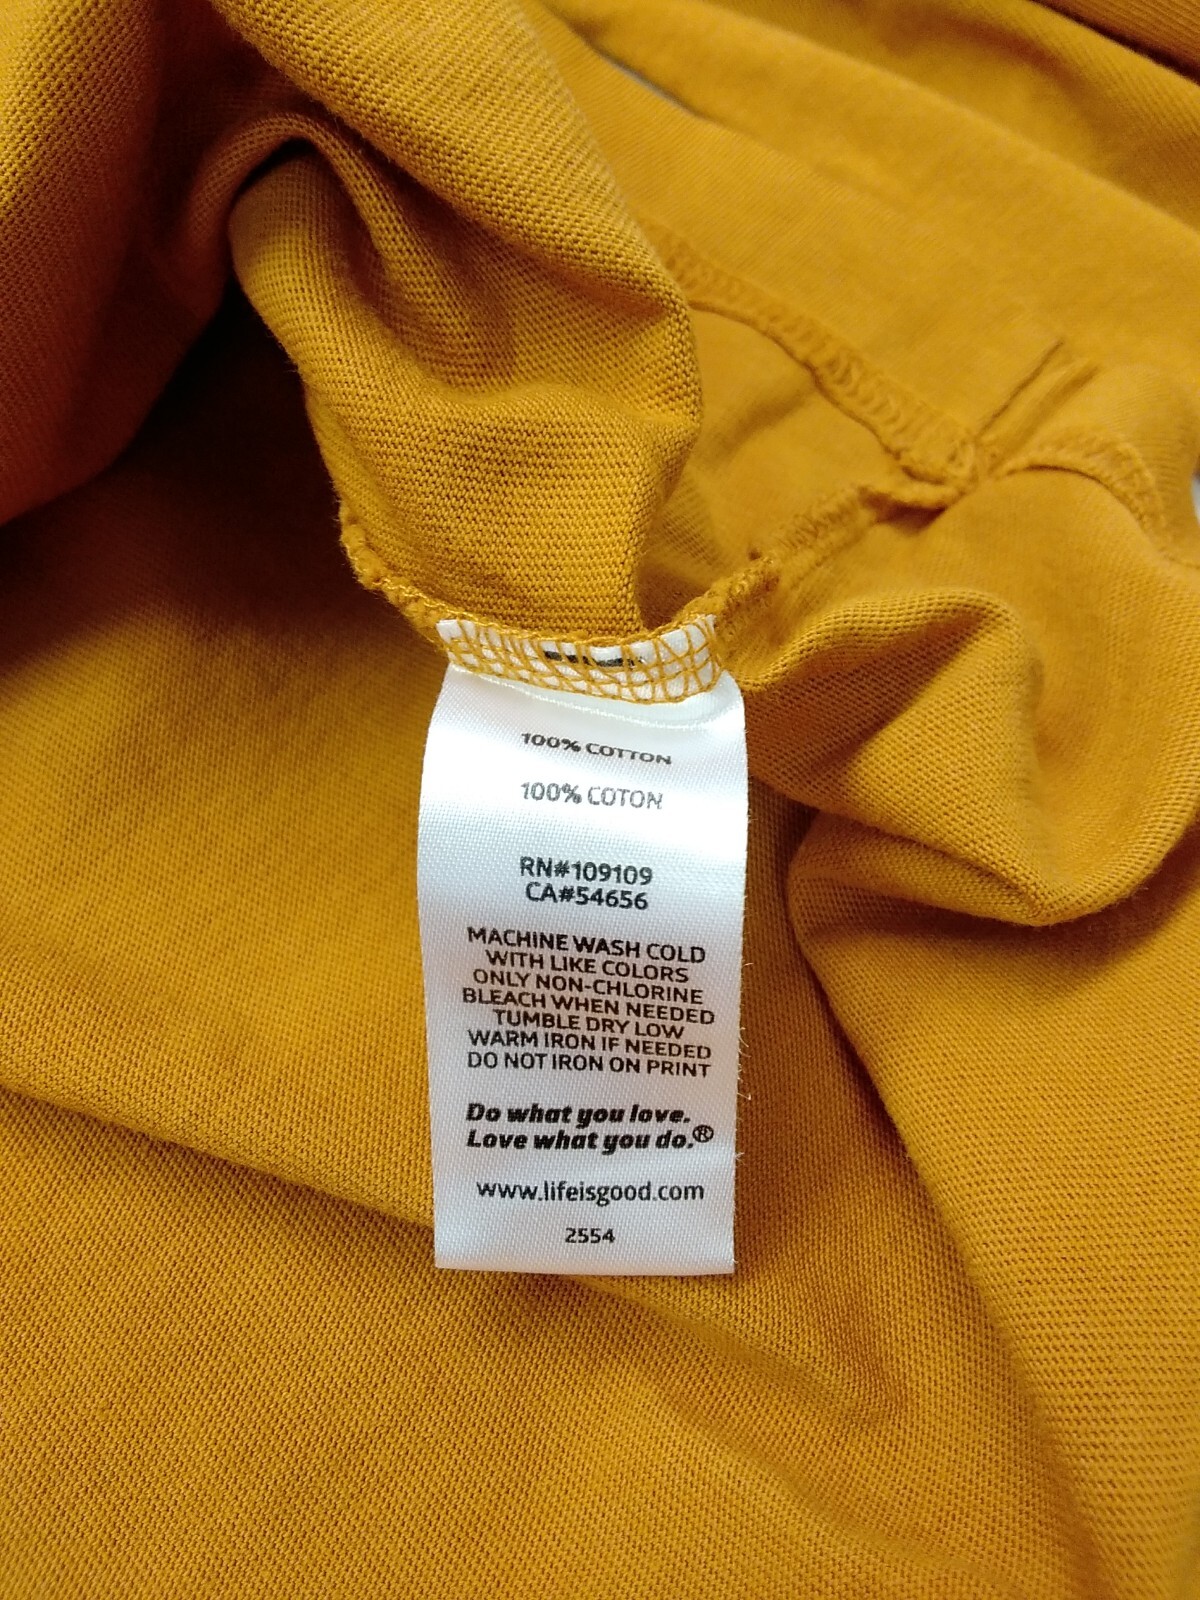 100% COTTON
100% COTON
RN#109109
CA#54656
MACHINE WASH COLD
WITH LIKE COLORS
ONLY NON-CHLORINE
BLEACH WHEN NEEDED
TUMBLE DRY LOW
WARM IRON IF NEEDED
DO NOT IRON ON PRINT
Do what you love.
Love what you do.®
www.lifeisgood.com
2554